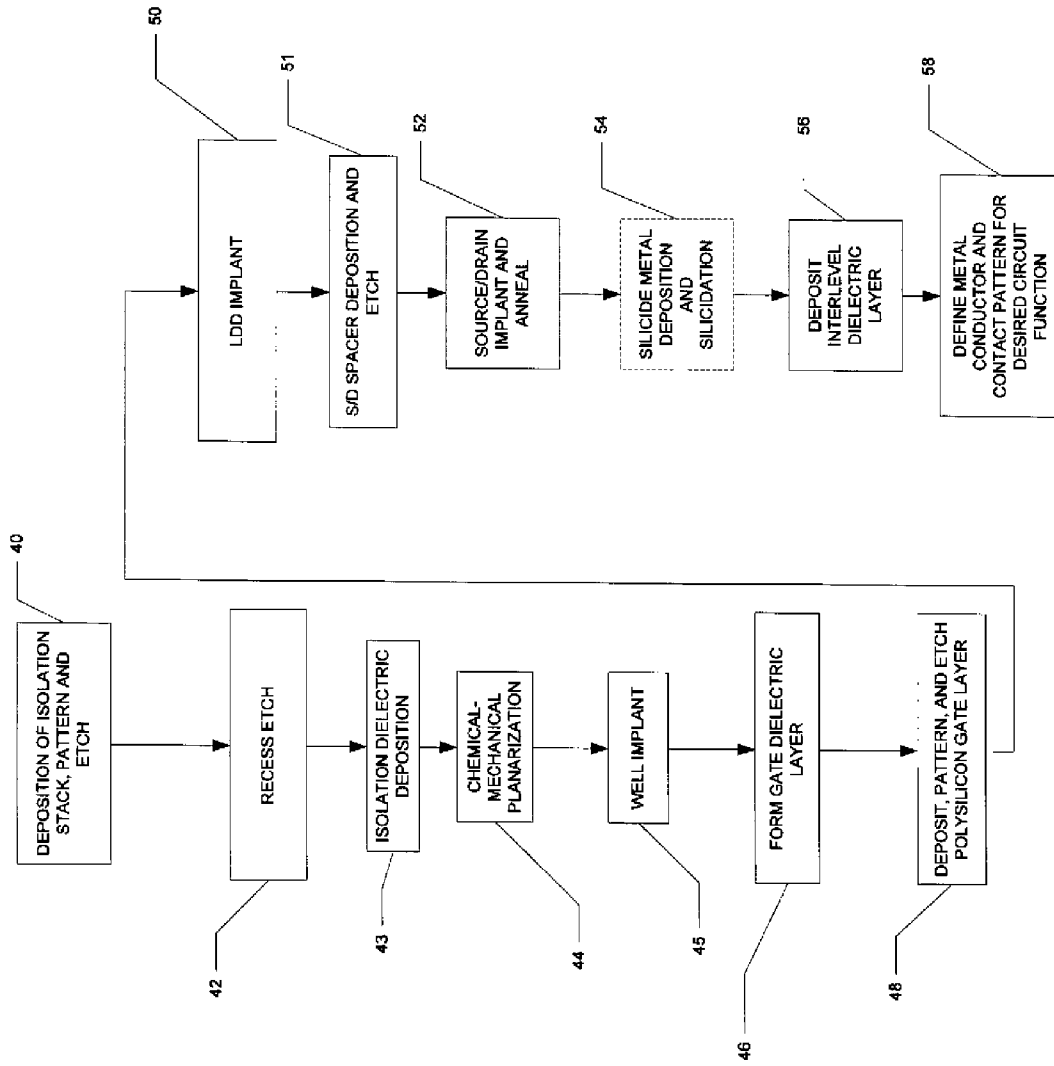 40
DEPOSITION OF ISOLATION
STACK, PATTERN AND
ETCH
RECESS ETCH
42
ISOLATION DIELECTRIC
DEPOSITION
43
CHEMICAL-
MECHANICAL
PLANARIZATION
44
WELL IMPLANT
45
FORM GATE DIELECTRIC
LAYER
46
DEPOSIT, PATTERN, AND ETCH
POLYSILICON GATE LAYER
48
50
LDD IMPLANT
51
S/D SPACER DEPOSITION AND
ETCH
52
SOURCE/DRAIN
IMPLANT AND
ANNEAL
54
SILICIDE METAL
DEPOSITION
AND
SILICIDATION
56
DEPOSIT
INTERLEVEL
DIELECTRIC
LAYER
58
DEFINE METAL
CONDUCTOR AND
CONTACT PATTERN FOR
DESIRED CIRCUIT
FUNCTION